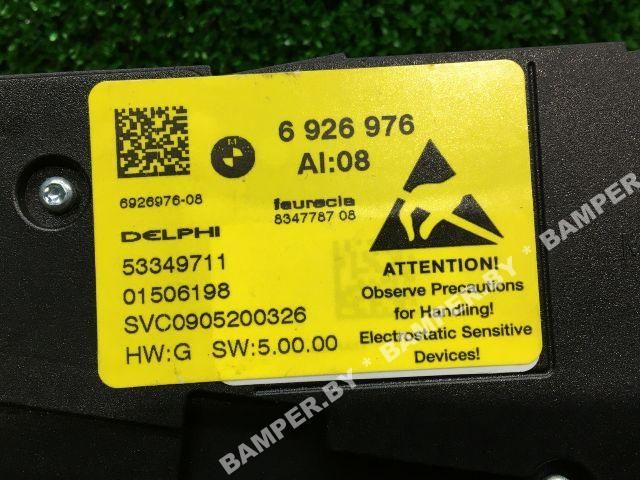 6 926 976
AI:08
6926976-08
DELPHI
faurecia
8347787 08
53349711
01506198
SVC0905200326
HW:G SW:5.00.00
ATTENTION!
Observe Precautions
for Handling!
Electrostatic Sensitive
Devices!
BAMPER.BY * BAMPER.BY * BAMPER.BY